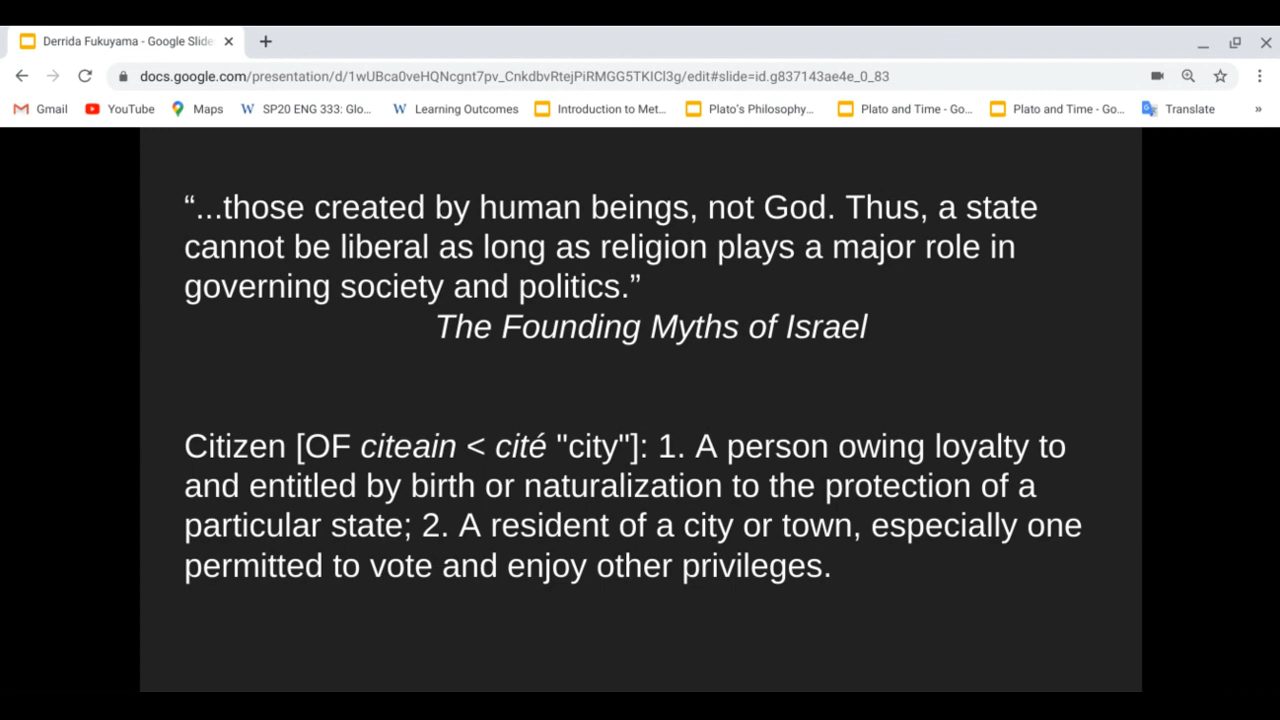 Derrida Fukuyama - Google Slide
docs.google.com/presentation/d/1wUBca0veHQNcgnt7pv_CnkdbvRtejPiRMGG5TKICl3g/edit#slide=id.g837143ae4e_0_83
Gmail YouTube Maps SP20 ENG 333: Glo... Learning Outcomes Introduction to Met... Plato's Philosophy... Plato and Time - Go... Plato and Time - Go... Translate »
“...those created by human beings, not God. Thus, a state
cannot be liberal as long as religion plays a major role in
governing society and politics.”
The Founding Myths of Israel
Citizen [OF citeain < cité "city"]: 1. A person owing loyalty to
and entitled by birth or naturalization to the protection of a
particular state; 2. A resident of a city or town, especially one
permitted to vote and enjoy other privileges.